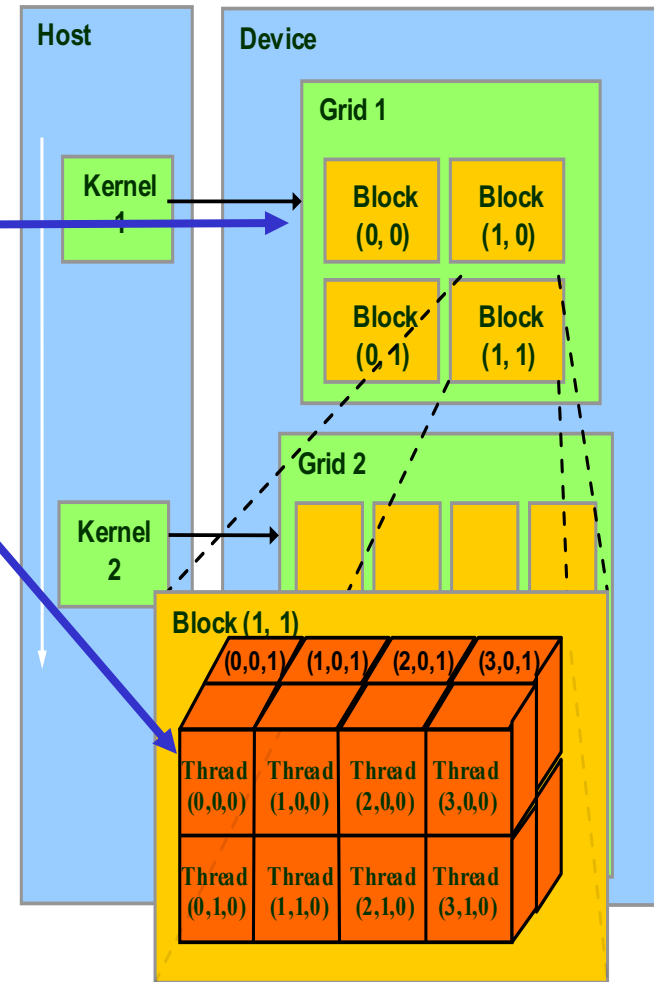 Host
Device
Grid 1
Kernel
1
Block
(0, 0)
Block
(1, 0)
Block
(0, 1)
Block
(1, 1)
Grid 2
Kernel
2
Block (1, 1)
(0,0,1) (1,0,1) (2,0,1) (3,0,1)
Thread
(0,0,0)
Thread
(1,0,0)
Thread
(2,0,0)
Thread
(3,0,0)
Thread
(0,1,0)
Thread
(1,1,0)
Thread
(2,1,0)
Thread
(3,1,0)